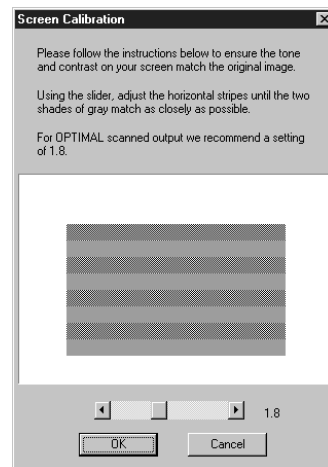 Screen Calibration
Please follow the instructions below to ensure the tone
and contrast on your screen match the original image.
Using the slider, adjust the horizontal stripes until the two
shades of gray match as closely as possible.
For OPTIMAL scanned output we recommend a setting
of 1.8.
1.8
OK
Cancel